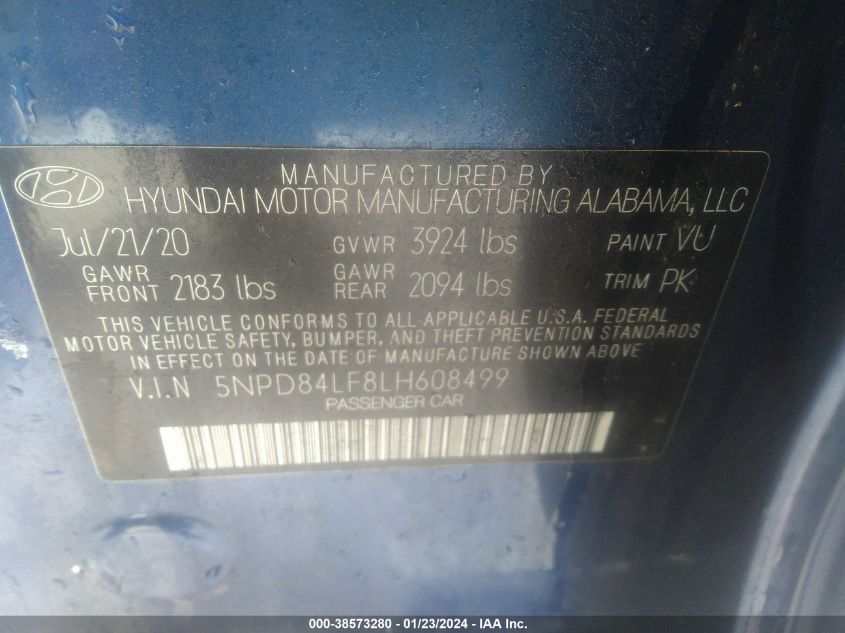 MANUFACTURED BY
HYUNDAI MOTOR MANUFACTURING ALABAMA, LLC
Jul/21/20 GVWR 3924 lbs PAINT VU
GAWR FRONT 2183 lbs GAWR REAR 2094 lbs TRIM PK
THIS VEHICLE CONFORMS TO ALL APPLICABLE U.S.A. FEDERAL
MOTOR VEHICLE SAFETY, BUMPER, AND THEFT PREVENTION STANDARDS
IN EFFECT ON THE DATE OF MANUFACTURE SHOWN ABOVE
V.I.N 5NPD84LF8LH608499
PASSENGER CAR
000-38573280 - 01/23/2024 - IAA Inc.